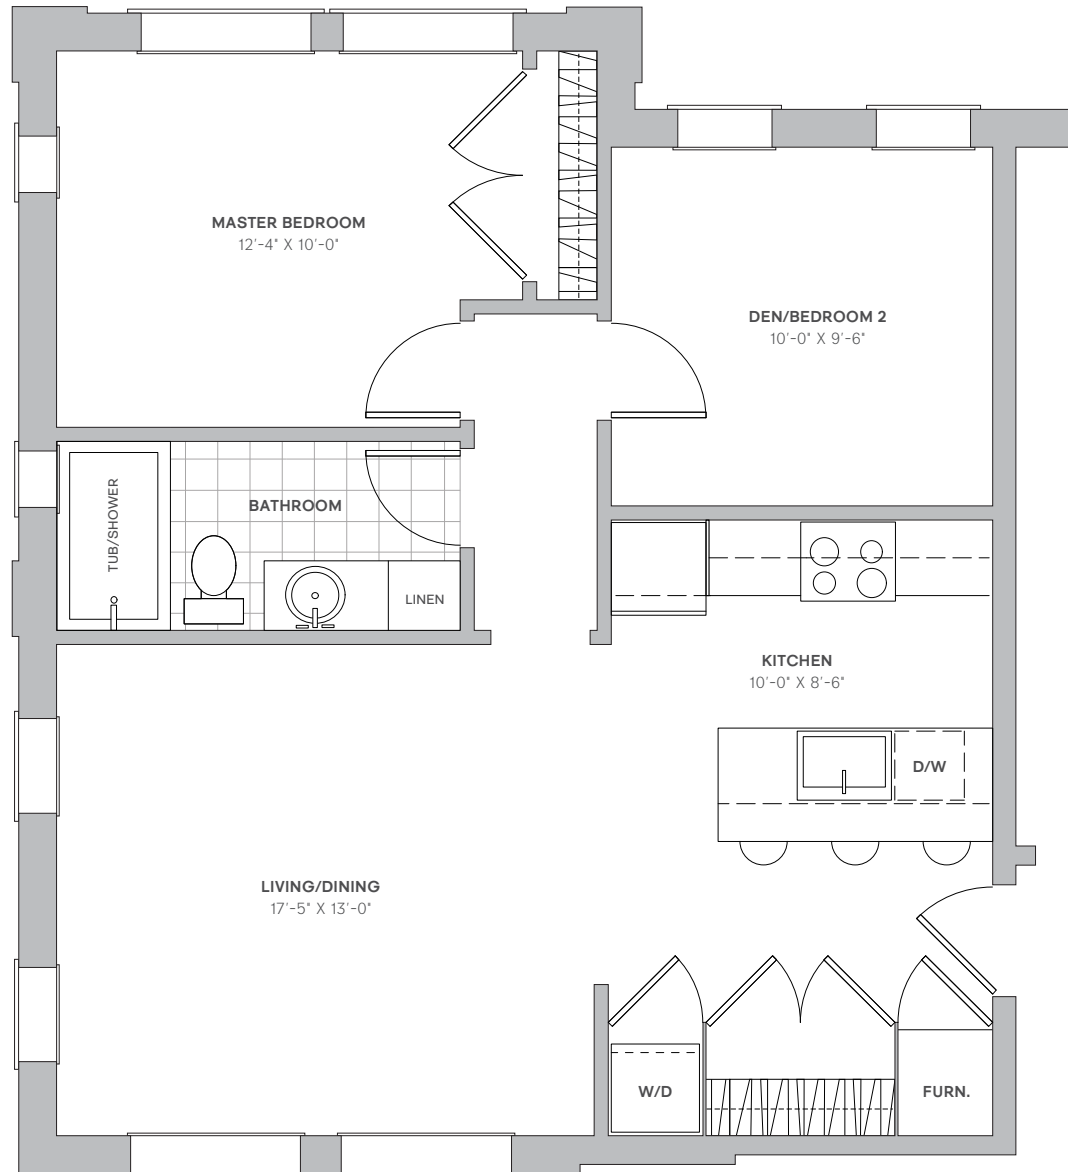 MASTER BEDROOM
12'-4" X 10'-0"
DEN/BEDROOM 2
10'-0" X 9'-6"
TUB/SHOWER
BATHROOM
LINEN
KITCHEN
10'-0" X 8'-6"
D/W
LIVING/DINING
17'-5" X 13'-0"
W/D
FURN.